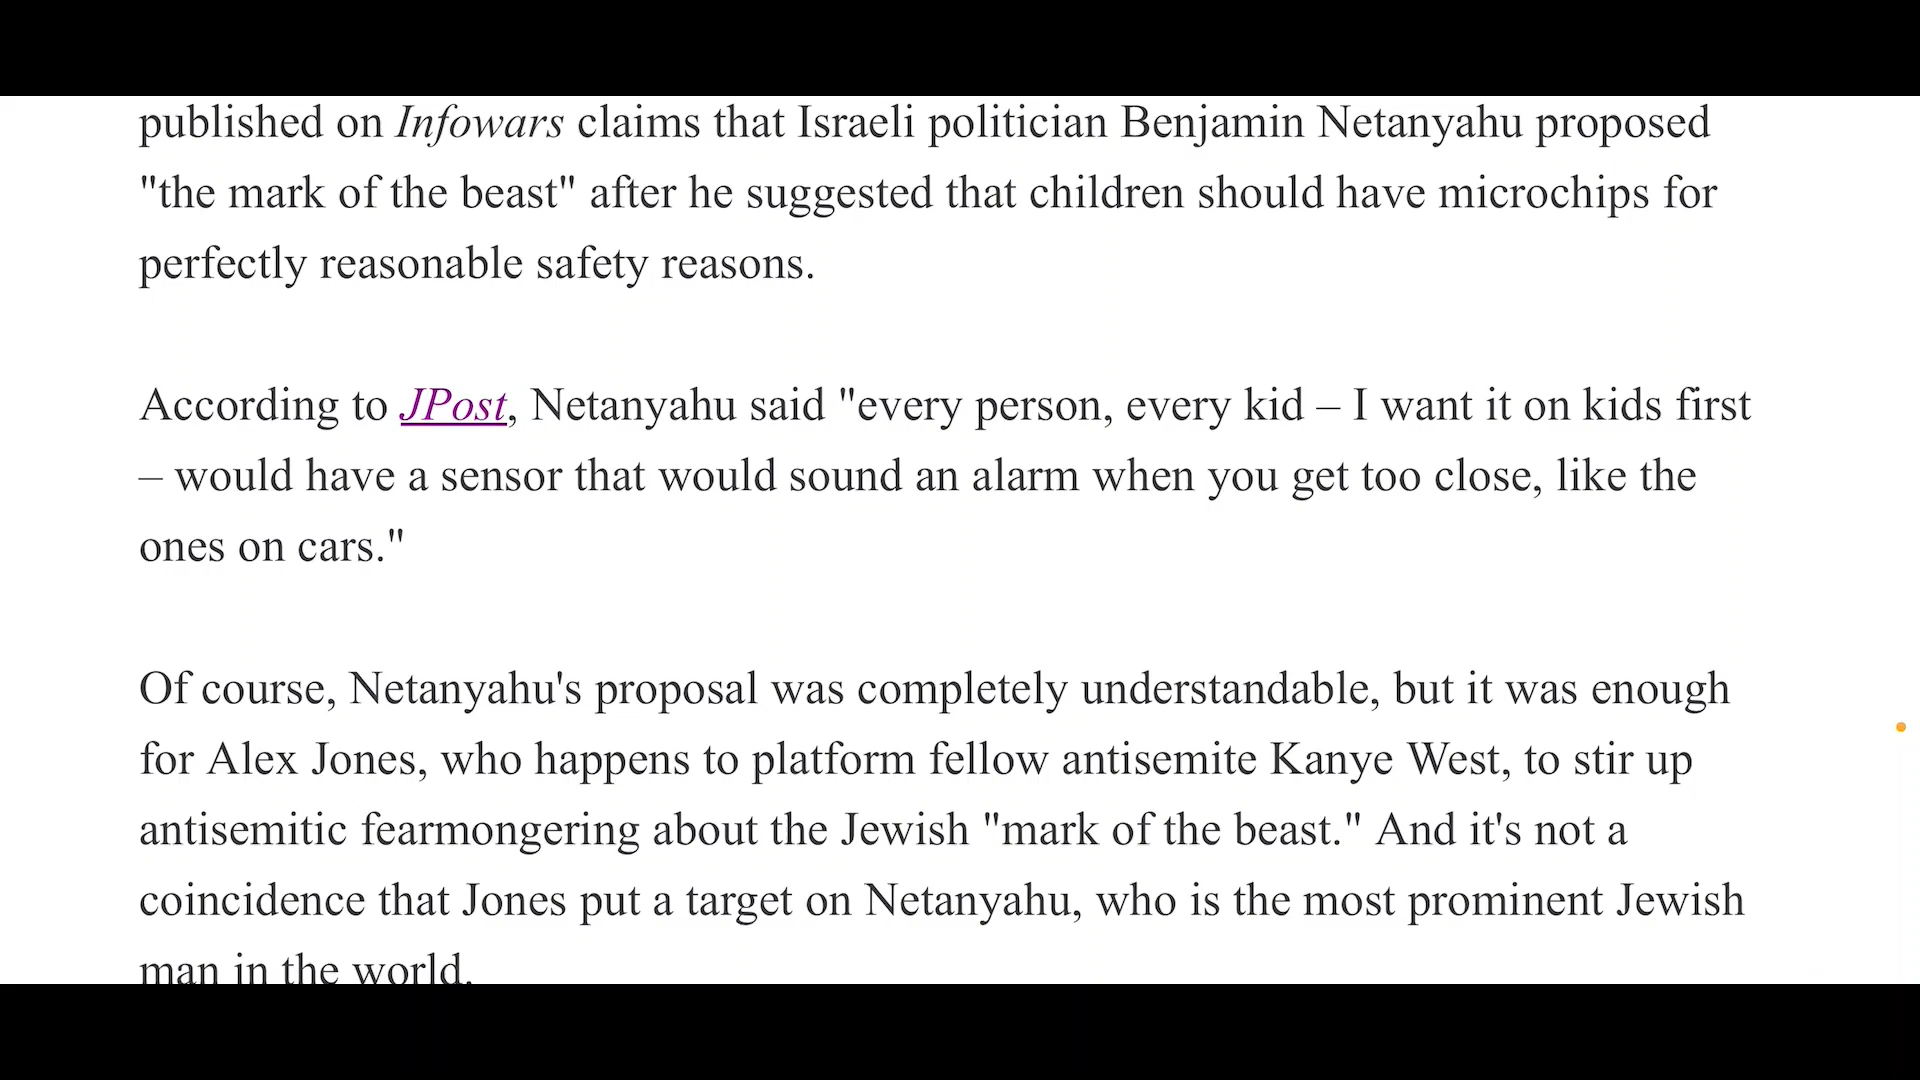 published on Infowars claims that Israeli politician Benjamin Netanyahu proposed
"the mark of the beast" after he suggested that children should have microchips for
perfectly reasonable safety reasons.
According to JPost, Netanyahu said "every person, every kid – I want it on kids first
– would have a sensor that would sound an alarm when you get too close, like the
ones on cars."
Of course, Netanyahu's proposal was completely understandable, but it was enough
for Alex Jones, who happens to platform fellow antisemite Kanye West, to stir up
antisemitic fearmongering about the Jewish "mark of the beast." And it's not a
coincidence that Jones put a target on Netanyahu, who is the most prominent Jewish
man in the world.